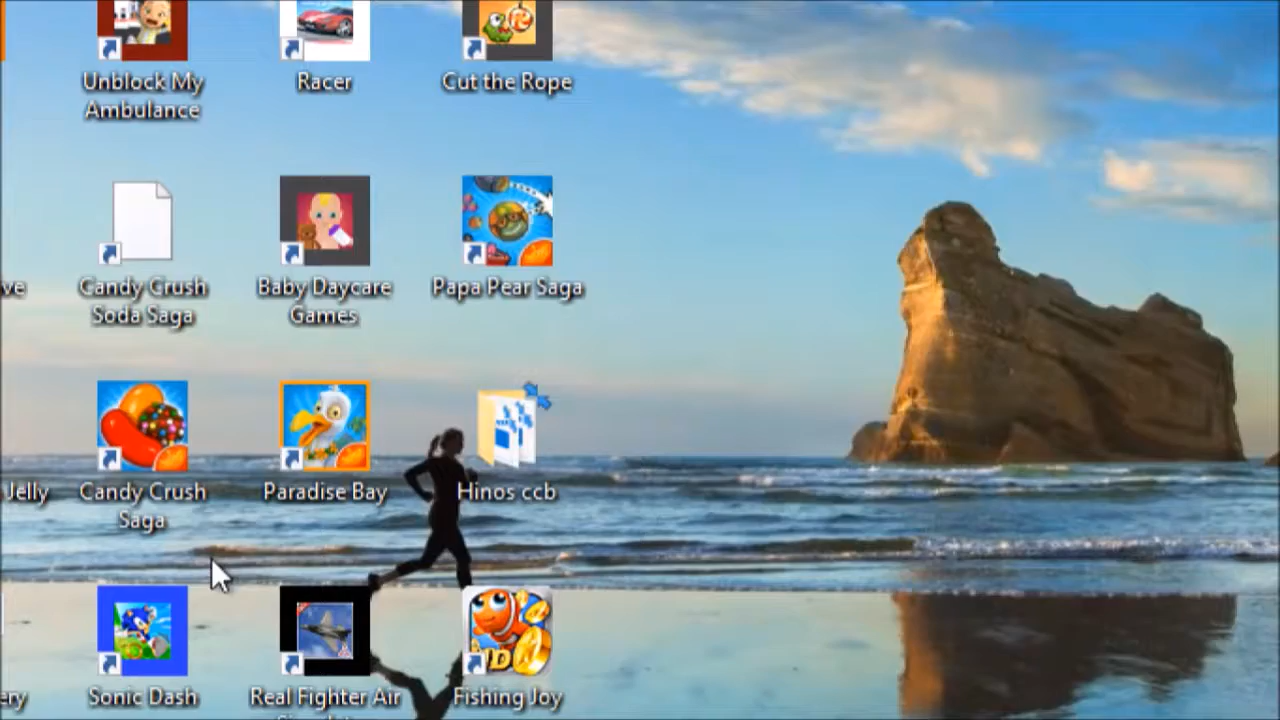 Unblock My
Ambulance
Racer
Cut the Rope
ve
Candy Crush
Soda Saga
Baby Daycare
Games
Papa Pear Saga
Jelly
Candy Crush
Saga
Paradise Bay
Hinos ccb
ery
Sonic Dash
Real Fighter Air
Fishing Joy